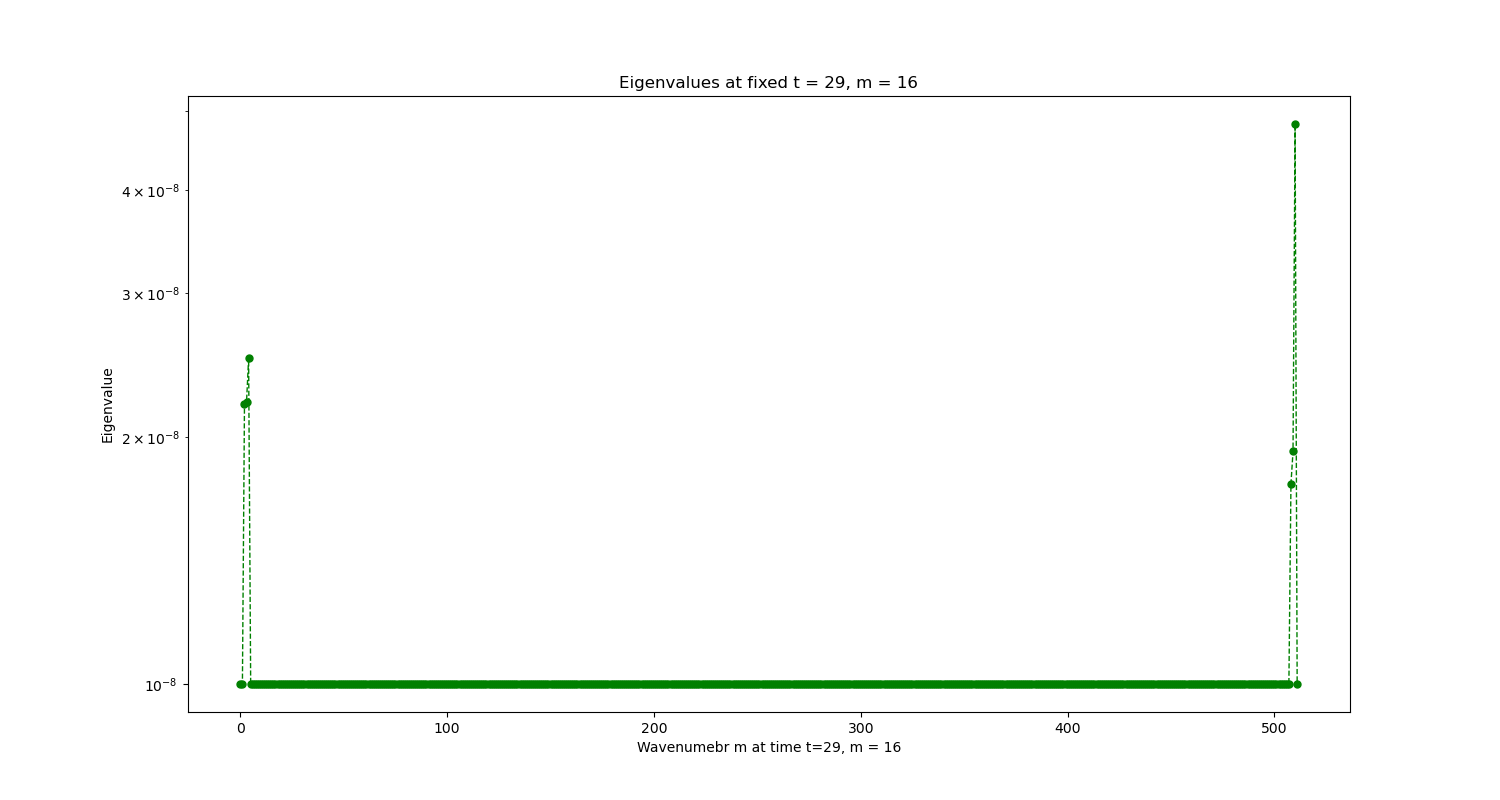 Eigenvalues at fixed t = 29, m = 16
Eigenvalue
4 × 10⁻⁸
3 × 10⁻⁸
2 × 10⁻⁸
10⁻⁸
0 100 200 300 400 500
Wavenumebr m at time t=29, m = 16